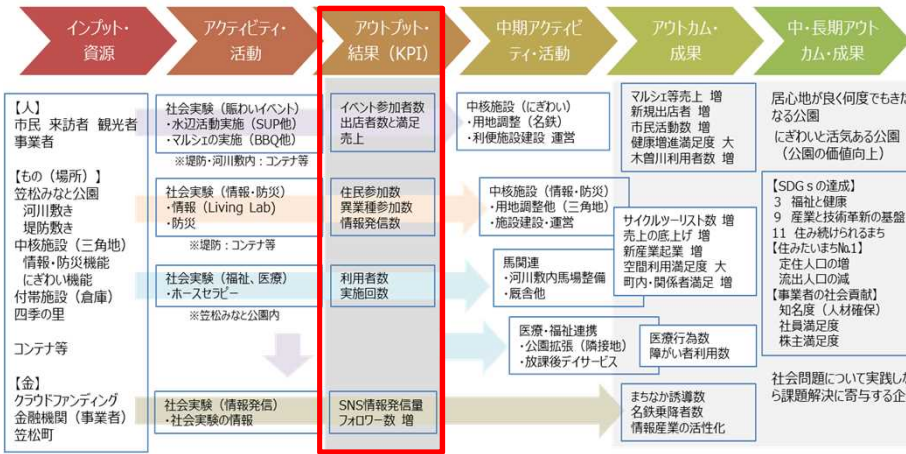 インプット・
資源
アクティビティ・
活動
アウトプット・
結果（KPI）
中期アクティビ
ティ・活動
アウトカム・
成果
中・長期アウト
カム・成果
【人】
市民 来訪者 観光者
事業者
【もの（場所）】
笠松みなと公園
河川敷き
堤防敷き
中核施設（三角地）
情報・防災機能
にぎわい機能
付帯施設（倉庫）
四季の里
コンテナ等
【金】
クラウドファンディング
金融機関（事業者）
笠松町
社会実験（賑わいイベント）
・水辺活動実施（SUP他）
・マルシェの実施（BBQ他）
※堤防・河川敷内：コンテナ等
社会実験（情報・防災）
・情報（Living Lab）
・防災
※堤防：コンテナ等
社会実験（福祉、医療）
・ホースセラピー
※笠松みなと公園内
社会実験（情報発信）
・社会実験の情報
イベント参加者数
出店者数と満足
売上
住民参加数
異業種参加数
情報発信数
利用者数
実施回数
SNS情報発信量
フォロワー数 増
中核施設（にぎわい）
・用地調整（名鉄）
・利便施設建設 運営
中核施設（情報・防災）
・用地調整他（三角地）
・施設建設・運営
馬関連
・河川敷内馬場整備
・厩舎他
医療・福祉連携
・公園拡張（隣接地）
・放課後デイサービス
マルシェ等売上 増
新規出店者 増
市民活動数 増
健康増進満足度 大
木曽川利用者数 増
サイクルツーリスト数 増
売上の底上げ 増
新産業起業 増
空間利用満足度 大
町内・関係者満足 増
医療行為数
障がい者利用数
まちなか誘導数
名鉄乗降者数
情報産業の活性化
居心地が良く何度でもきた
なる公園
にぎわいと活気ある公園
（公園の価値向上）
【SDGｓの達成】
3 福祉と健康
9 産業と技術革新の基盤
11 住み続けられるまち
【住みたいまち№1】
定住人口の増
流出人口の減
【事業者の社会貢献】
知名度（人材確保）
社員満足度
株主満足度
社会問題について実践しな
ら課題解決に寄与する企